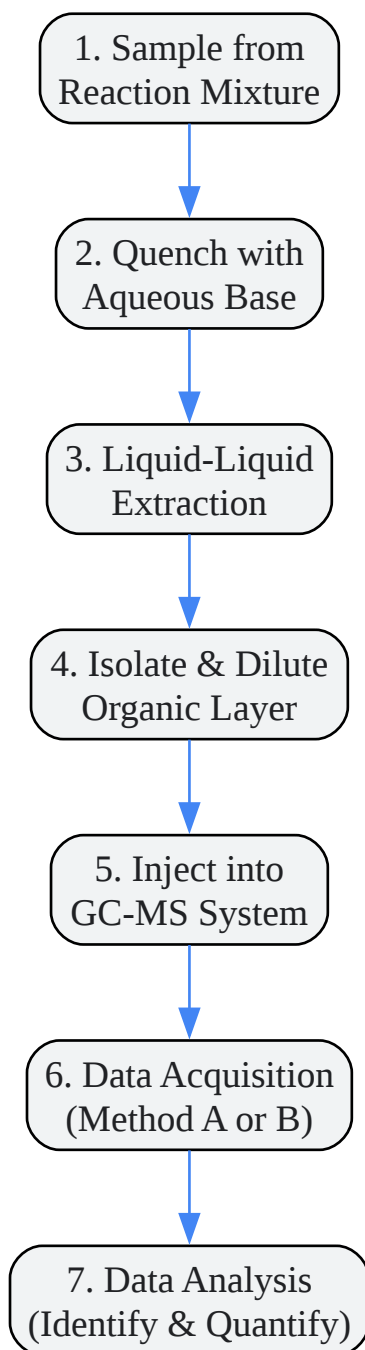 1. Sample from
Reaction Mixture
2. Quench with
Aqueous Base
3. Liquid-Liquid
Extraction
4. Isolate & Dilute
Organic Layer
5. Inject into
GC-MS System
6. Data Acquisition
(Method A or B)
7. Data Analysis
(Identify & Quantify)